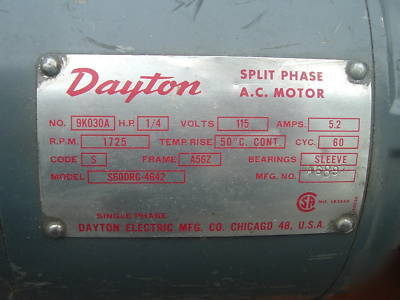 Dayton
SPLIT PHASE
A.C. MOTOR
NO. 9K030A H.P. 1/4 VOLTS 115 AMPS. 5.2
R.P.M. 1725 TEMP. RISE 50°C. CONT. CYC. 60
CODE S FRAME A56Z BEARINGS SLEEVE
MODEL S600RG-4642 MFG. NO.
SINGLE PHASE
DAYTON ELECTRIC MFG. CO. CHICAGO 48, U.S.A.